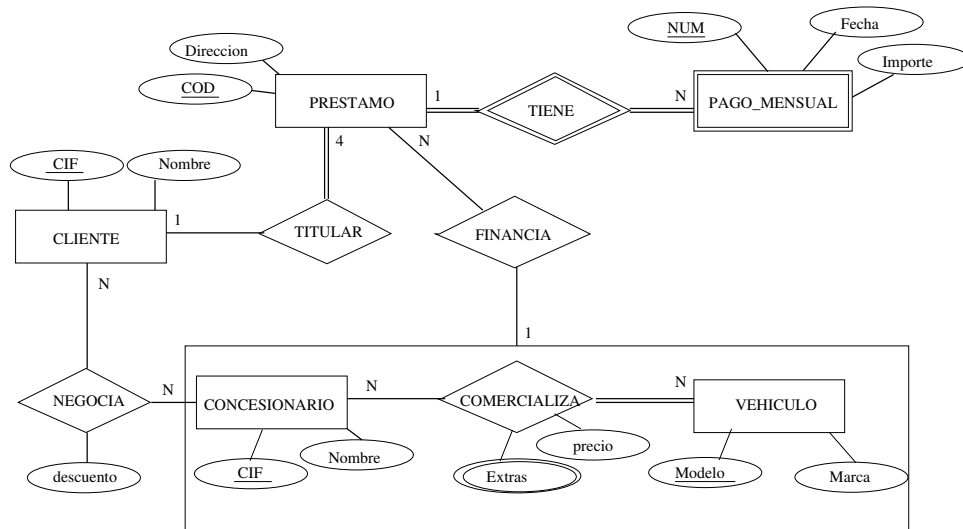 NUM
Fecha
Direccion
Importe
COD
PRESTAMO
1
TIENE
N
PAGO_MENSUAL
4
N
CIF
Nombre
1
CLIENTE
TITULAR
FINANCIA
N
1
N
N
N
NEGOCIA
CONCESIONARIO
COMERCIALIZA
VEHICULO
precio
Nombre
descuento
CIF
Extras
Modelo
Marca